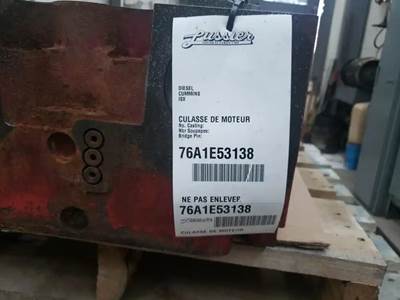 Lussier
DIESEL
CUMMINS
ISX
CULASSE DE MOTEUR
No. Casting:
Nbr Soupapes:
Bridge Pin:
76A1E53138
NE PAS ENLEVER
76A1E53138
CULASSE DE MOTEUR